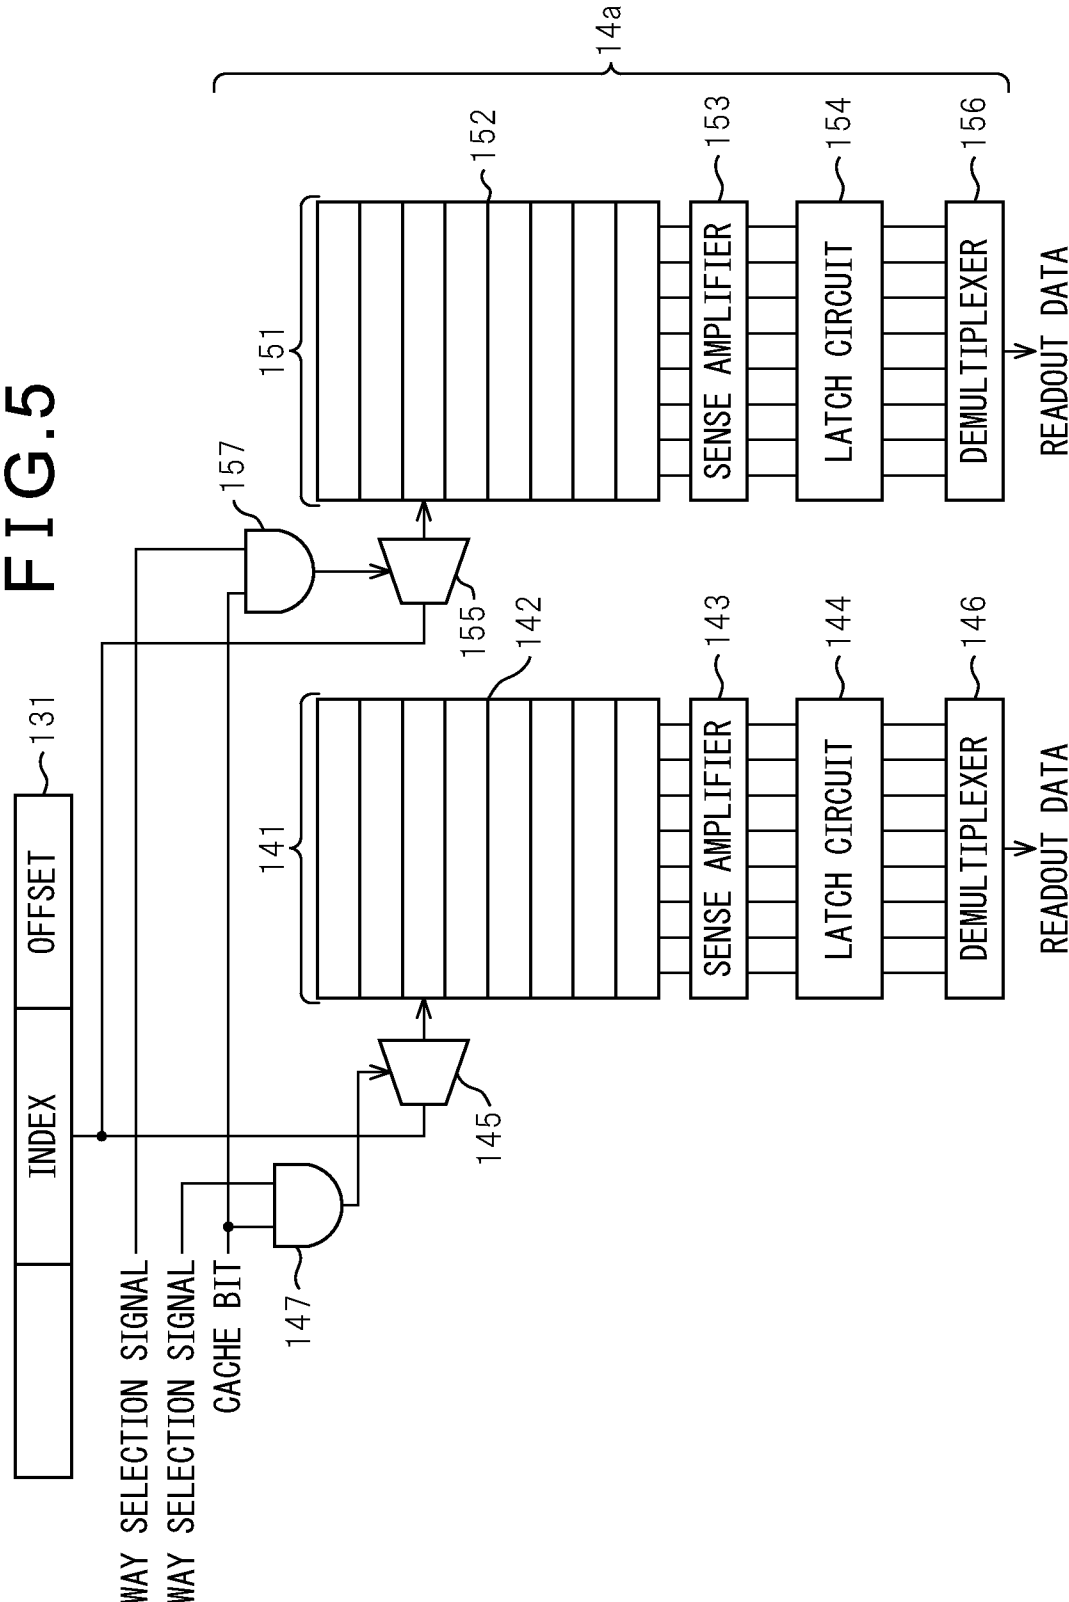 FIG.5
INDEX
OFFSET
131
WAY SELECTION SIGNAL
WAY SELECTION SIGNAL
CACHE BIT
147
157
14a
141
151
145
142
155
152
SENSE AMPLIFIER
143
SENSE AMPLIFIER
153
LATCH CIRCUIT
144
LATCH CIRCUIT
154
DEMULTIPLEXER
146
DEMULTIPLEXER
156
READOUT DATA
READOUT DATA